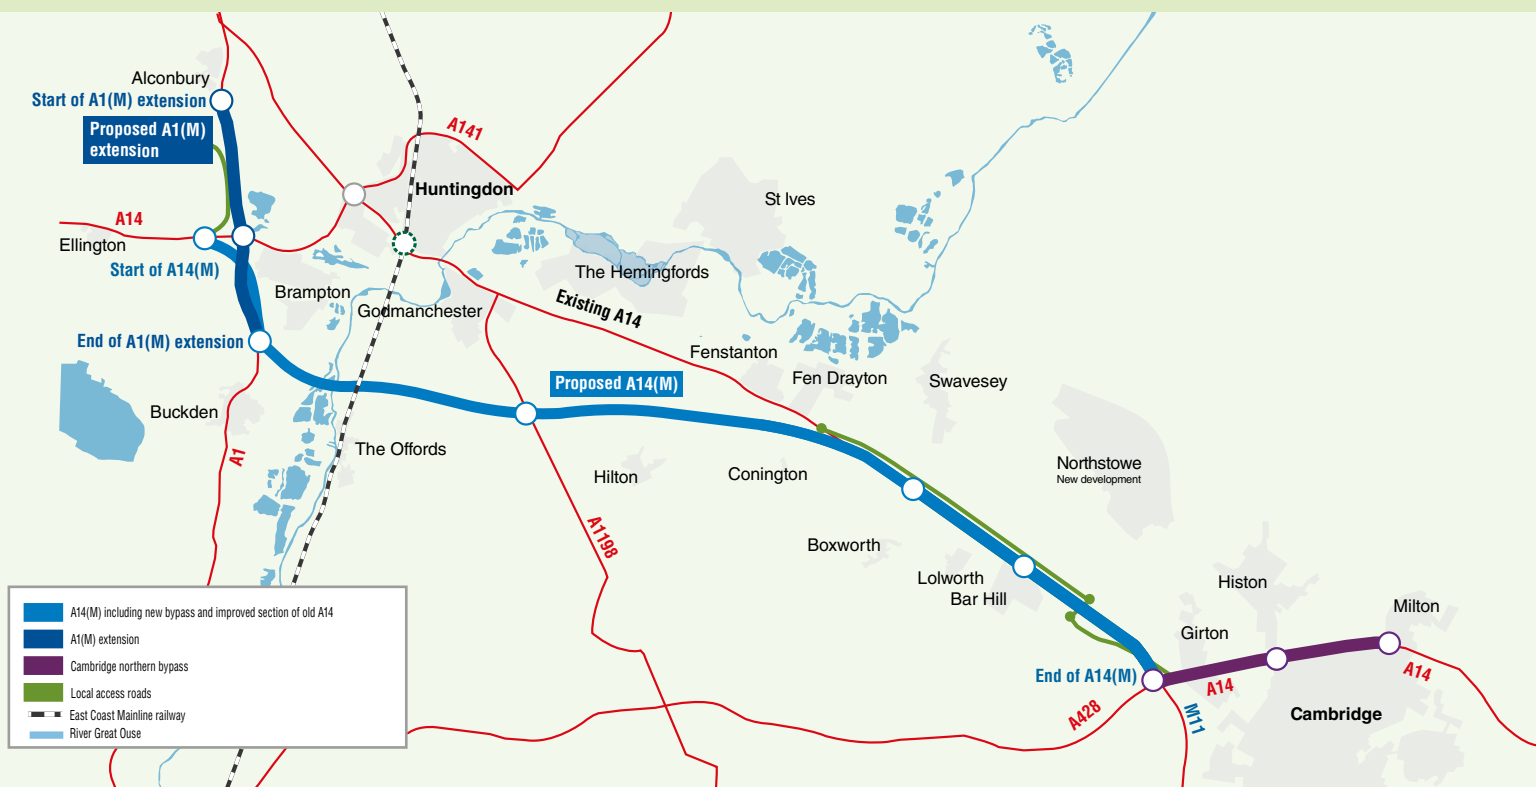 Alconbury
Start of A1(M) extension
Proposed A1(M)
extension
A141
Huntingdon
St Ives
A14
Ellington
Start of A14(M)
The Hemingfords
Brampton
Godmanchester
Existing A14
End of A1(M) extension
Fenstanton
Proposed A14(M)
Fen Drayton
Swavesey
Buckden
A1
The Offords
Hilton
Conington
Northstowe
New development
A1198
Boxworth
Lolworth
Bar Hill
Histon
Milton
Girton
End of A14(M)
A14
A14
A428
M11
Cambridge
A14(M) including new bypass and improved section of old A14
A1(M) extension
Cambridge northern bypass
Local access roads
East Coast Mainline railway
River Great Ouse